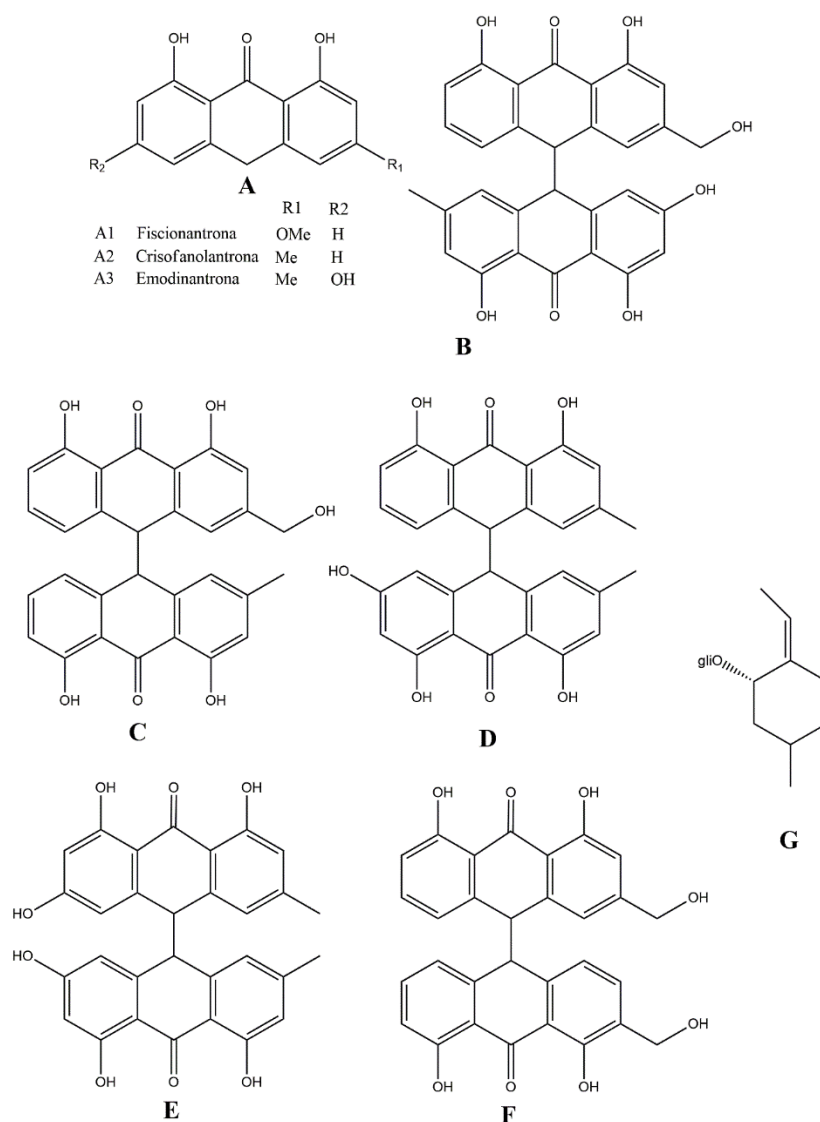 OH O OH
R2 R1
A
R1 R2
A1 Fiscionantrona OMe H
A2 Crisofanolantrona Me H
A3 Emodinantrona Me OH
OH O OH
OH
OH
OH O OH
B
OH O OH
OH
OH O OH
C
OH O OH
HO
OH O OH
D
gliO
G
OH O OH
HO
HO
OH O OH
E
OH O OH
OH
OH
OH O OH
F